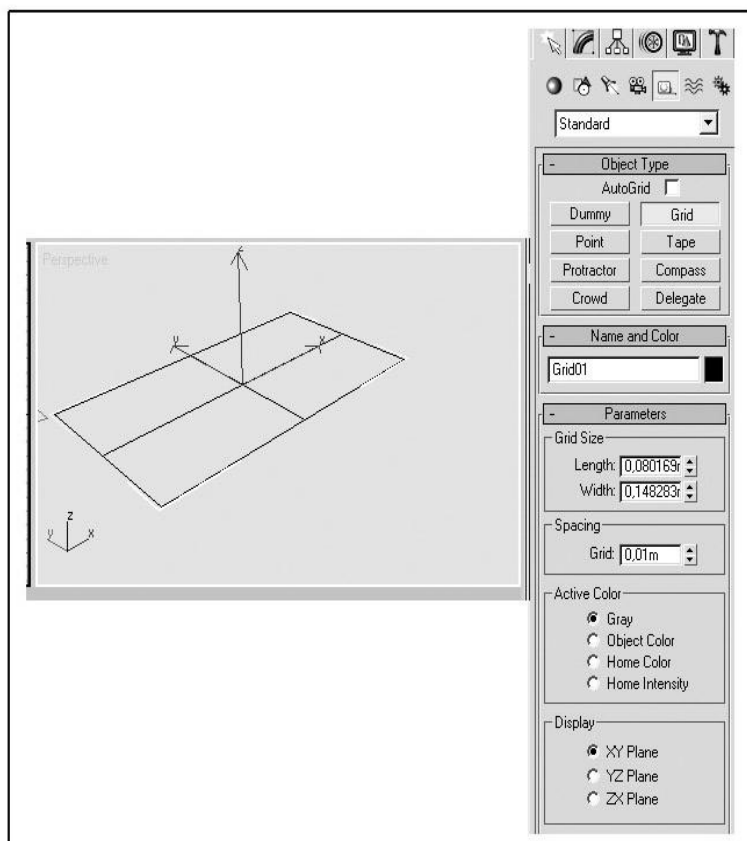 Perspective
z
y
x
z
y
x
Standard
- Object Type
AutoGrid
Dummy Grid
Point Tape
Protractor Compass
Crowd Delegate
- Name and Color
Grid01
- Parameters
Grid Size
Length: 0,080169r
Width: 0,148283r
Spacing
Grid: 0,01m
Active Color
Gray
Object Color
Home Color
Home Intensity
Display
XY Plane
YZ Plane
ZX Plane